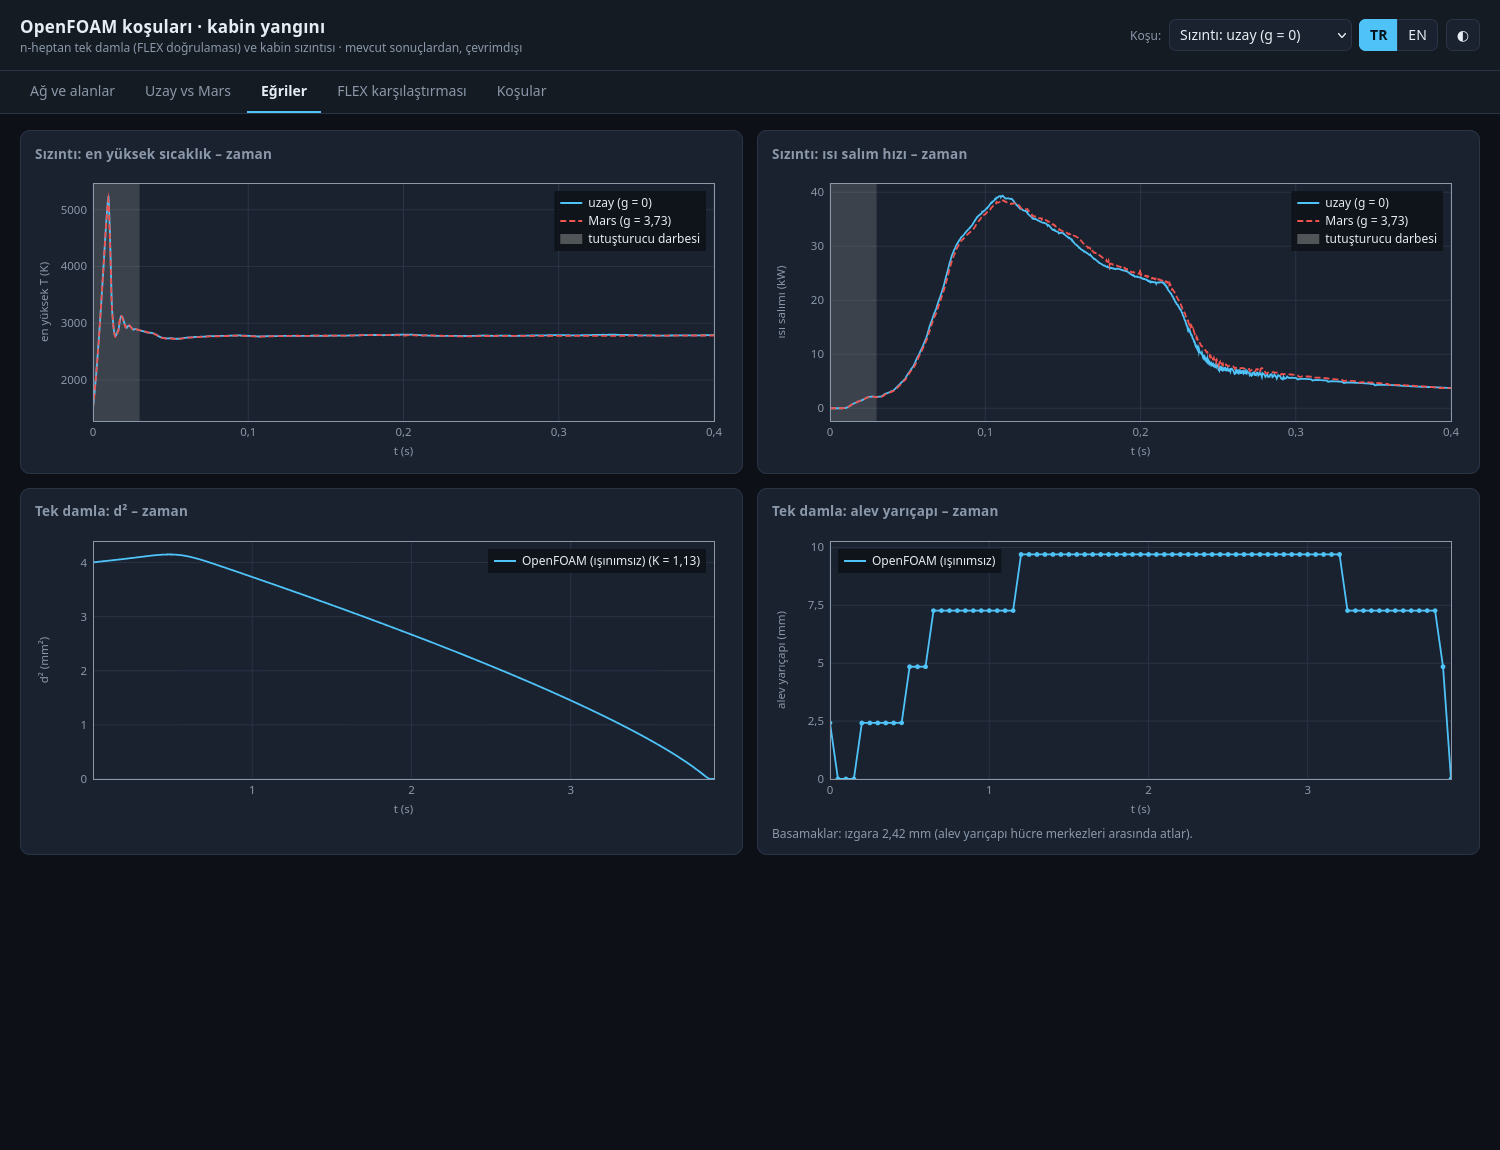 OpenFOAM koşuları · kabin yangını
n-heptan tek damla (FLEX doğrulaması) ve kabin sızıntısı · mevcut sonuçlardan, çevrimdışı
Koşu:
Sızıntı: uzay (g = 0)
TR
EN
Ağ ve alanlar
Uzay vs Mars
Eğriler
FLEX karşılaştırması
Koşular
Sızıntı: en yüksek sıcaklık – zaman
en yüksek T (K)
5000
4000
3000
2000
0
0,1
0,2
0,3
0,4
t (s)
uzay (g = 0)
Mars (g = 3,73)
tutuşturucu darbesi
Sızıntı: ısı salım hızı – zaman
ısı salımı (kW)
40
30
20
10
0
0
0,1
0,2
0,3
0,4
t (s)
uzay (g = 0)
Mars (g = 3,73)
tutuşturucu darbesi
Tek damla: d² – zaman
d² (mm²)
4
3
2
1
0
1
2
3
t (s)
OpenFOAM (ışınımsız) (K = 1,13)
Tek damla: alev yarıçapı – zaman
alev yarıçapı (mm)
10
7,5
5
2,5
0
0
1
2
3
t (s)
OpenFOAM (ışınımsız)
Basamaklar: ızgara 2,42 mm (alev yarıçapı hücre merkezleri arasında atlar).